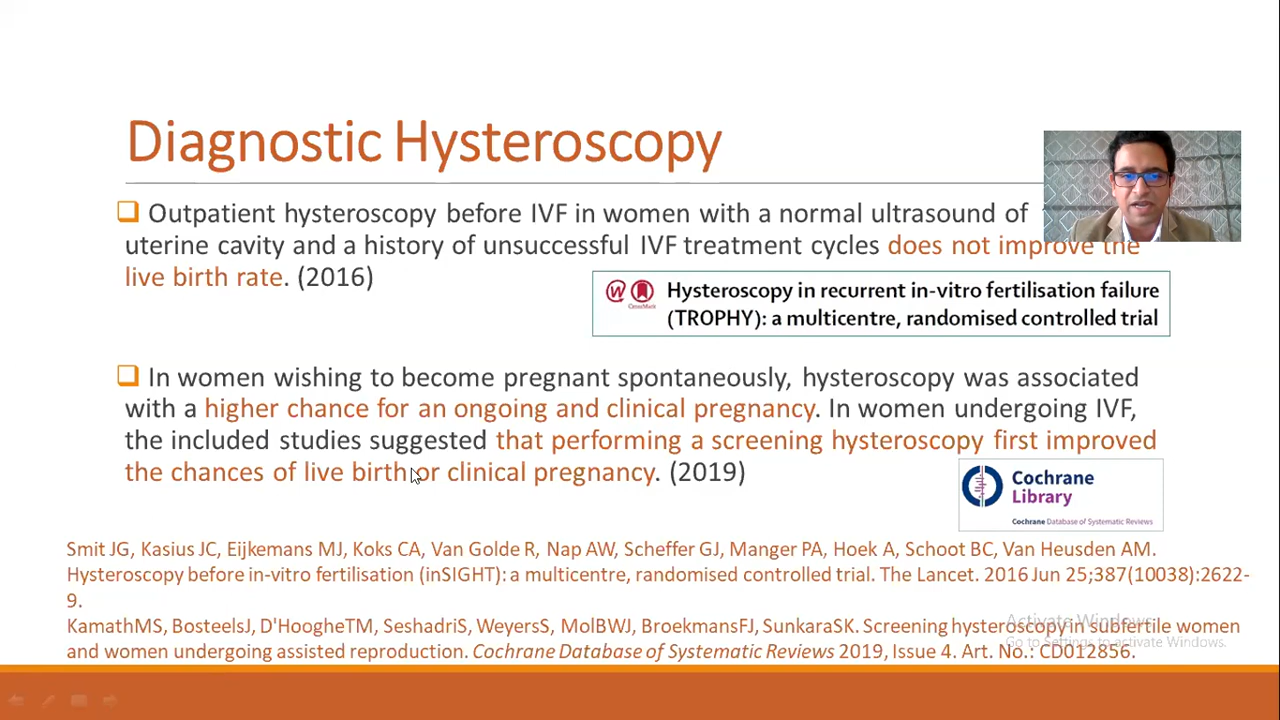 Diagnostic Hysteroscopy
Outpatient hysteroscopy before IVF in women with a normal ultrasound of
uterine cavity and a history of unsuccessful IVF treatment cycles does not improve the
live birth rate. (2016)
Hysteroscopy in recurrent in-vitro fertilisation failure
(TROPHY): a multicentre, randomised controlled trial
CrossMark
In women wishing to become pregnant spontaneously, hysteroscopy was associated
with a higher chance for an ongoing and clinical pregnancy. In women undergoing IVF,
the included studies suggested that performing a screening hysteroscopy first improved
the chances of live birth or clinical pregnancy. (2019)
Cochrane
Library
Cochrane Database of Systematic Reviews
Smit JG, Kasius JC, Eijkemans MJ, Koks CA, Van Golde R, Nap AW, Scheffer GJ, Manger PA, Hoek A, Schoot BC, Van Heusden AM.
Hysteroscopy before in-vitro fertilisation (inSIGHT): a multicentre, randomised controlled trial. The Lancet. 2016 Jun 25;387(10038):2622-
9.
KamathMS, BosteelsJ, D'HoogheTM, SeshadriS, WeyersS, MolBWJ, BroekmansFJ, SunkaraSK. Screening hysteroscopy in subfertile women
and women undergoing assisted reproduction. Cochrane Database of Systematic Reviews 2019, Issue 4. Art. No.: CD012856.
Activate Windows
Go to Settings to activate Windows.